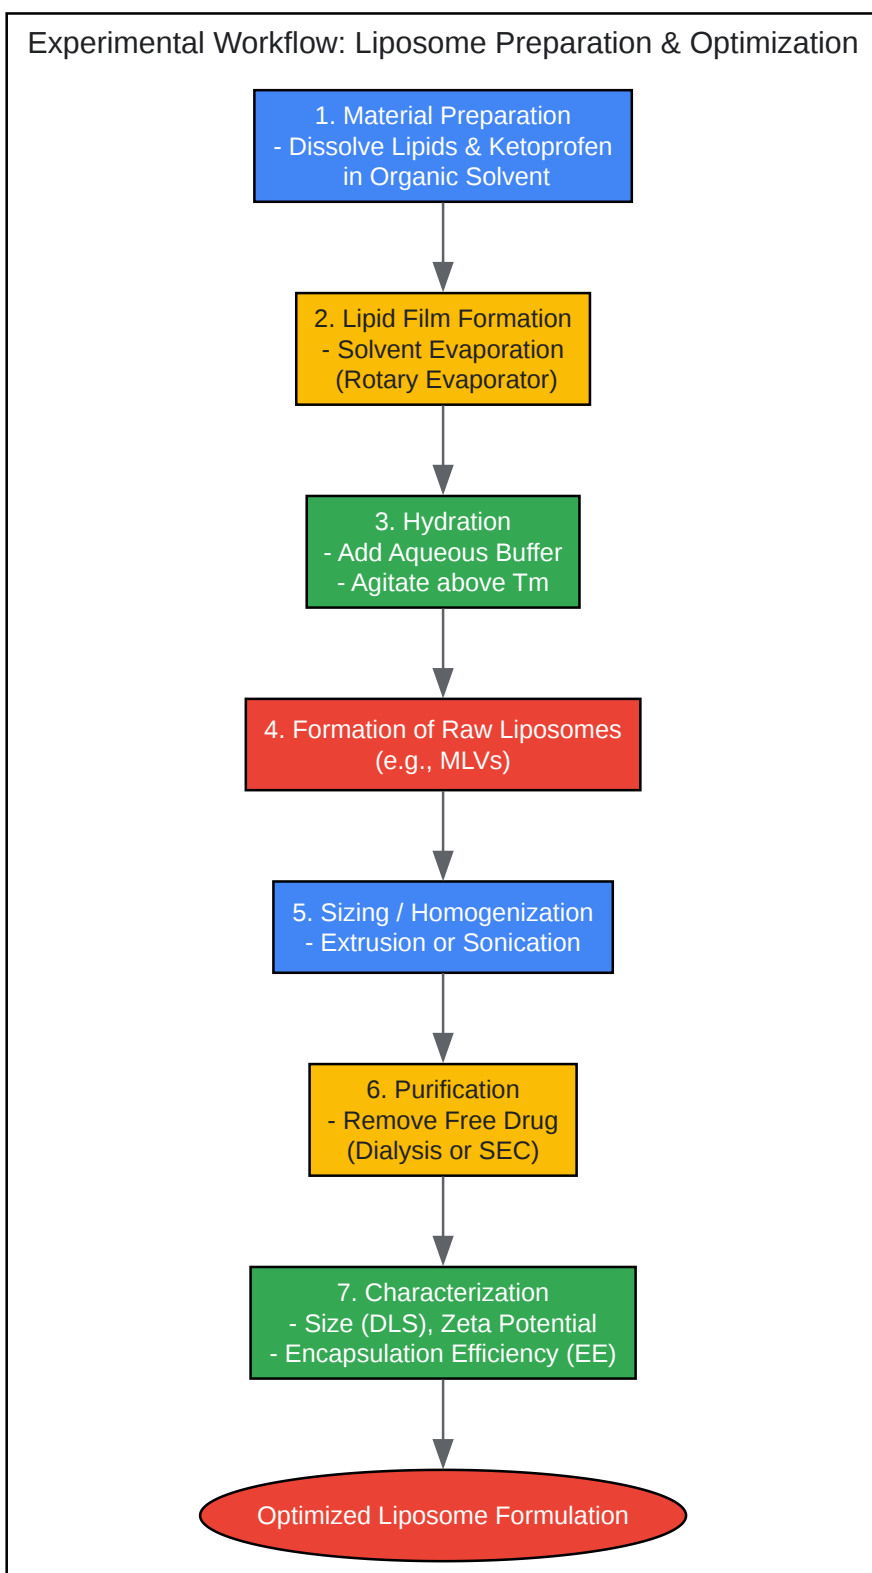 Experimental Workflow: Liposome Preparation & Optimization
1. Material Preparation
- Dissolve Lipids & Ketoprofen
in Organic Solvent
2. Lipid Film Formation
- Solvent Evaporation
(Rotary Evaporator)
3. Hydration
- Add Aqueous Buffer
- Agitate above Tm
4. Formation of Raw Liposomes
(e.g., MLVs)
5. Sizing / Homogenization
- Extrusion or Sonication
6. Purification
- Remove Free Drug
(Dialysis or SEC)
7. Characterization
- Size (DLS), Zeta Potential
- Encapsulation Efficiency (EE)
Optimized Liposome Formulation